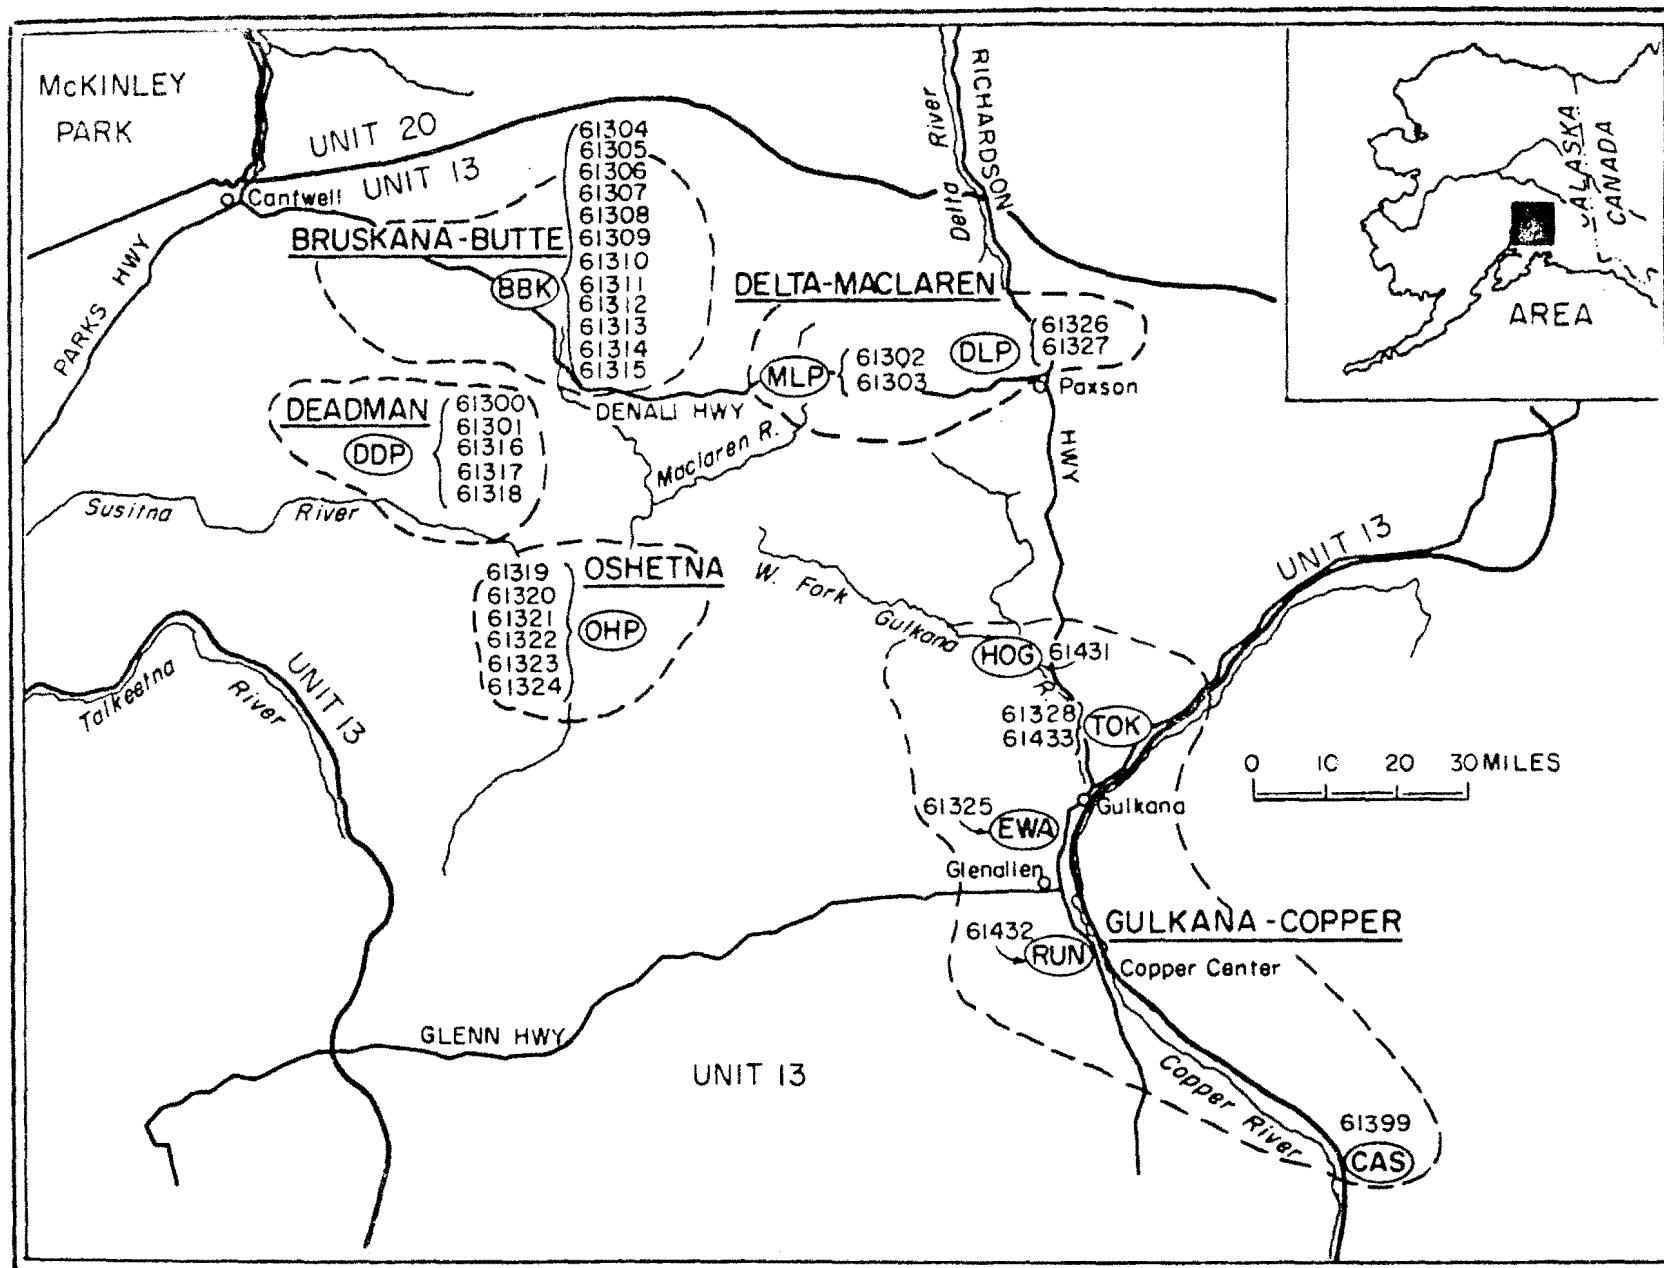 McKINLEY
PARK
UNIT 20
UNIT 13
Cantwell
PARKS HWY
BRUSKANA-BUTTE
BBK
61304
61305
61306
61307
61308
61309
61310
61311
61312
61313
61314
61315
Delta River
RICHARDSON
HWY
DELTA-MACLAREN
MLP
61302
61303
DLP
61326
61327
Paxson
DENALI HWY
Maclaren R.
DEADMAN
DDP
61300
61301
61316
61317
61318
Susitna River
OSHETNA
OHP
61319
61320
61321
61322
61323
61324
Talkeetna River
UNIT 13
W. Fork Gulkana R.
HOG
61431
61328
61433
TOK
UNIT 13
61325
EWA
Gulkana
Glenallen
61432
RUN
GULKANA-COPPER
Copper Center
GLENN HWY
UNIT 13
Copper River
61399
CAS
0 10 20 30 MILES
ALASKA
CANADA
AREA